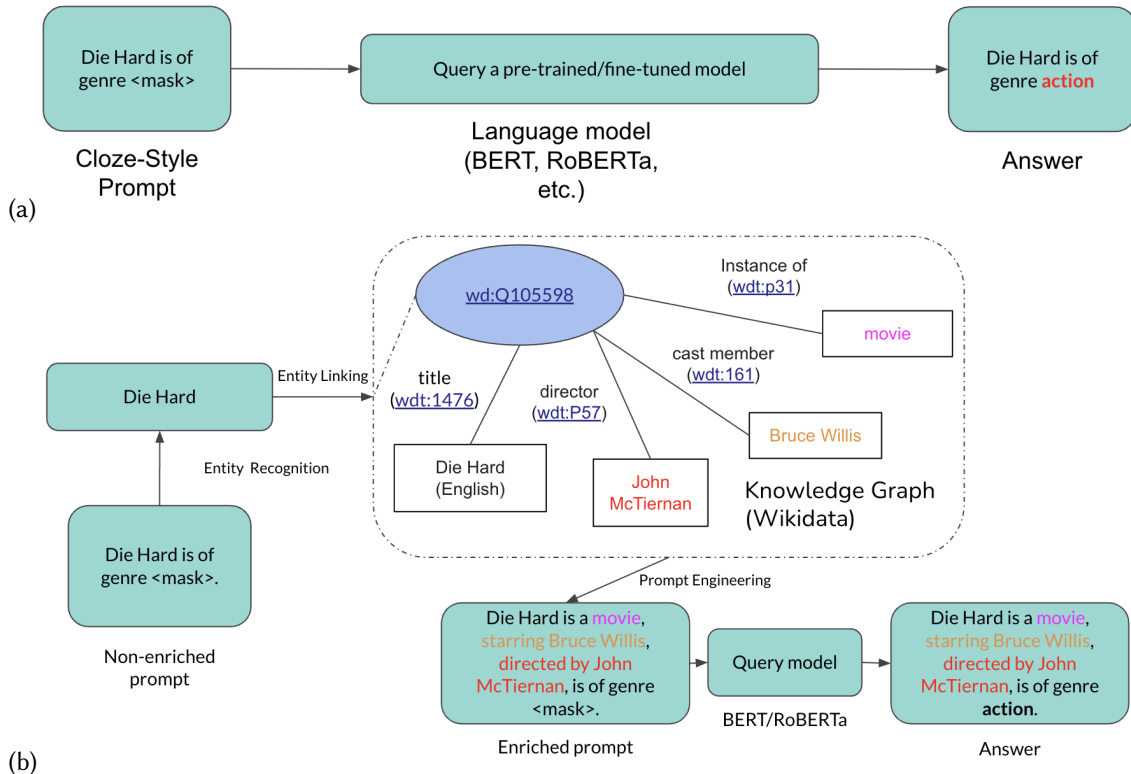 Die Hard is of
genre <mask>
Query a pre-trained/fine-tuned model
Die Hard is of
genre action
Cloze-Style
Prompt
Language model
(BERT, RoBERTa,
etc.)
Answer
(a)
wd:Q105598
Instance of
(wdt:p31)
movie
cast member
(wdt:161)
Bruce Willis
title
(wdt:1476)
director
(wdt:P57)
Die Hard
(English)
John
McTiernan
Knowledge Graph
(Wikidata)
Die Hard
Entity Linking
Entity Recognition
Die Hard is of
genre <mask>.
Non-enriched
prompt
Prompt Engineering
Die Hard is a movie,
starring Bruce Willis,
directed by John
McTiernan, is of genre
<mask>.
Enriched prompt
Query model
BERT/RoBERTa
Die Hard is a movie,
starring Bruce Willis,
directed by John
McTiernan, is of genre
action.
Answer
(b)